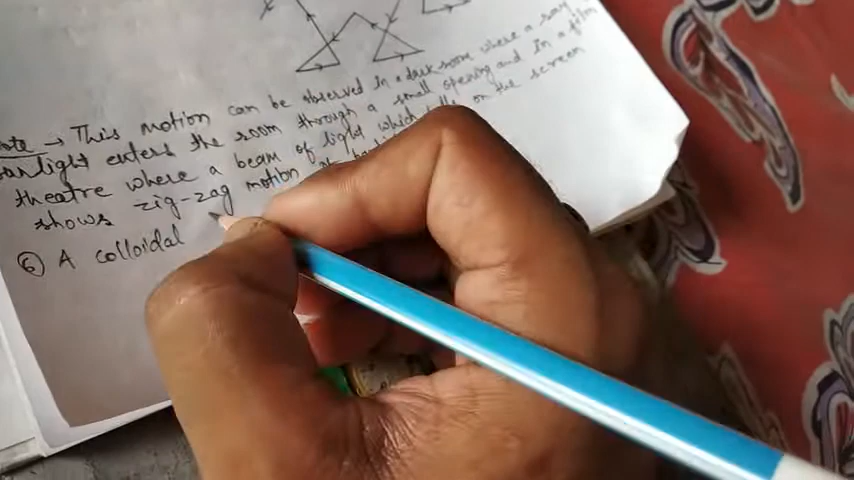 Note → This motion can be observed in a dark room where a ray
light enters the room through a small opening and in a film
theatre where a beam of light which falls on the screen
shows zig-zag motion
⑥ A colloidal